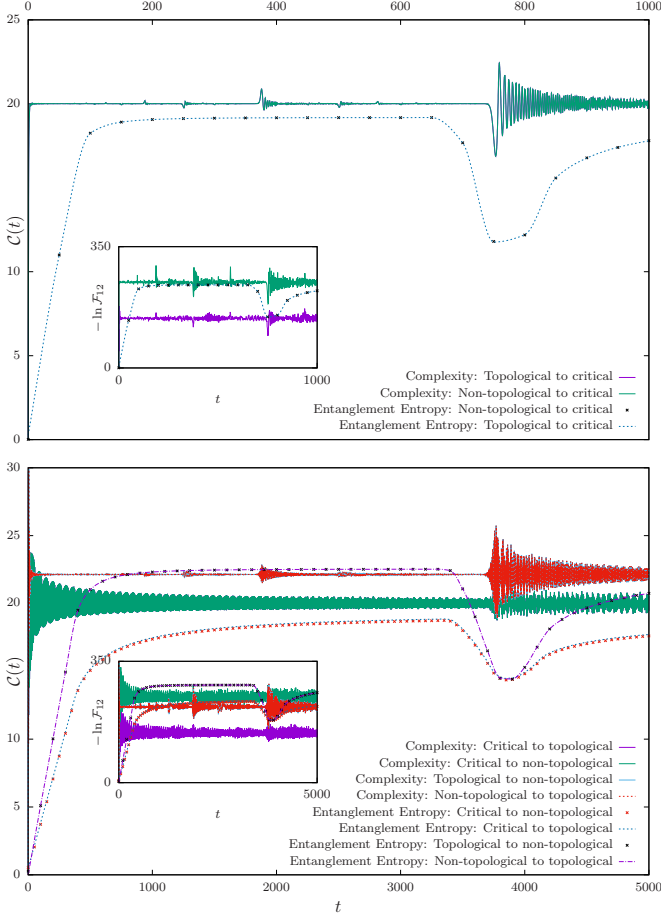 0 200 400 600 800 1000
25
20
10
5
0
C(t)
350
0
− ln F₁₂
0 1000
t
Complexity: Topological to critical
Complexity: Non-topological to critical
Entanglement Entropy: Non-topological to critical
Entanglement Entropy: Topological to critical
30
25
20
15
10
5
0
C(t)
350
0
− ln F₁₂
0 5000
t
Complexity: Critical to topological
Complexity: Critical to non-topological
Complexity: Topological to non-topological
Complexity: Non-topological to topological
Entanglement Entropy: Critical to non-topological
Entanglement Entropy: Critical to topological
Entanglement Entropy: Topological to non-topological
Entanglement Entropy: Non-topological to topological
0 1000 2000 3000 4000 5000
t